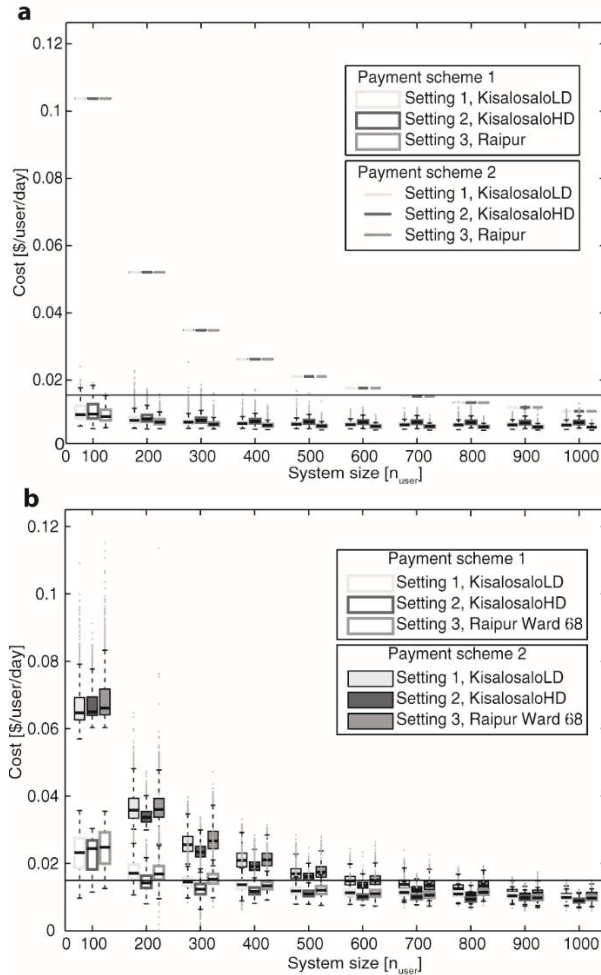 a
0.12
0.1
0.08
0.06
0.04
0.02
0
Cost [$/user/day]
Payment scheme 1
Setting 1, KisalosaloLD
Setting 2, KisalosaloHD
Setting 3, Raipur
Payment scheme 2
Setting 1, KisalosaloLD
Setting 2, KisalosaloHD
Setting 3, Raipur
0 100 200 300 400 500 600 700 800 900 1000
System size [n_user]
b
0.12
0.1
0.08
0.06
0.04
0.02
0
Cost [$/user/day]
Payment scheme 1
Setting 1, KisalosaloLD
Setting 2, KisalosaloHD
Setting 3, Raipur Ward 68
Payment scheme 2
Setting 1, KisalosaloLD
Setting 2, KisalosaloHD
Setting 3, Raipur Ward 68
0 100 200 300 400 500 600 700 800 900 1000
System size [n_user]